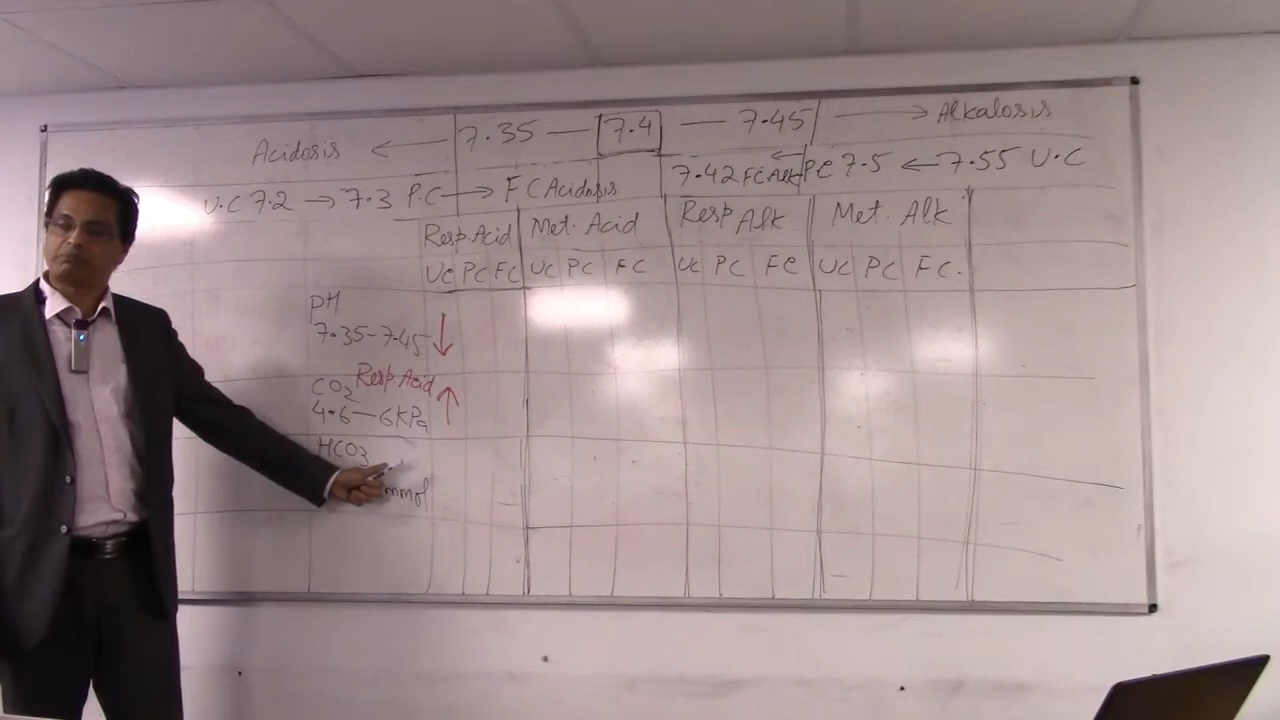 Acidosis ← 7.35 — 7.4 — 7.45 → Alkalosis
U.C 7.2 → 7.3 P.C → FC Acidosis 7.42 FC Alk ← PC 7.5 ← 7.55 U.C
Resp. Acid Met. Acid Resp Alk Met. Alk
UC PC FC UC PC FC UC PC FC UC PC FC.
PH
7.35-7.45 ↓
CO2 Resp. Acid ↑
4.6 — 6 KPa
HCO3
mmol